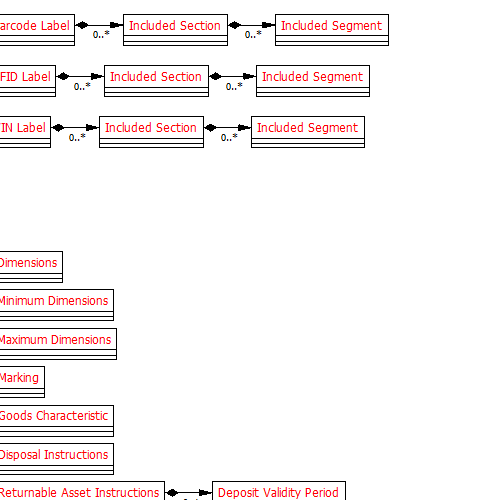 arcode Label Included Section Included Segment
0..* 0..*
FID Label Included Section Included Segment
0..* 0..*
IN Label Included Section Included Segment
0..* 0..*
Dimensions
Minimum Dimensions
Maximum Dimensions
Marking
Goods Characteristic
Disposal Instructions
Returnable Asset Instructions Deposit Validity Period